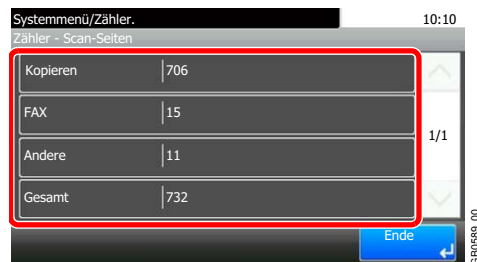 Systemmenü/Zähler. 10:10
Zähler - Scan-Seiten
Kopieren 706
FAX 15
1/1
Andere 11
Gesamt 732
Ende
GB0589_00